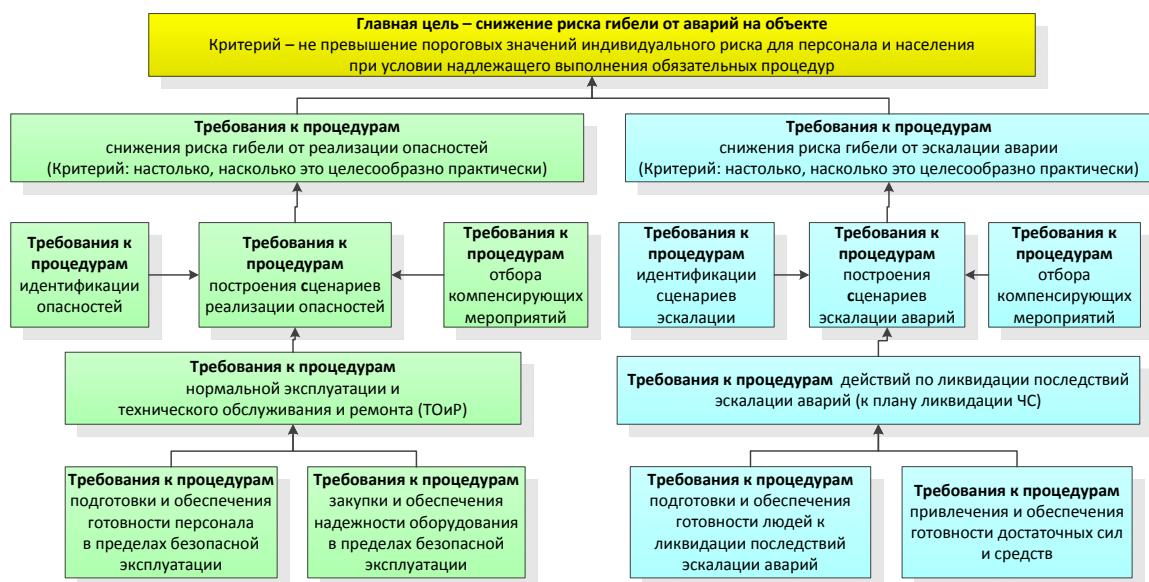 Главная цель – снижение риска гибели от аварий на объекте
Критерий – не превышение пороговых значений индивидуального риска для персонала и населения
при условии надлежащего выполнения обязательных процедур
Требования к процедурам
снижения риска гибели от реализации опасностей
(Критерий: настолько, насколько это целесообразно практически)
Требования к процедурам
снижения риска гибели от эскалации аварии
(Критерий: настолько, насколько это целесообразно практически)
Требования к
процедурам
идентификации
опасностей
Требования к
процедурам
построения сценариев
реализации опасностей
Требования к
процедурам
отбора
компенсирующих
мероприятий
Требования к
процедурам
идентификации
сценариев
эскалации
Требования к
процедурам
построения
сценариев
эскалации аварий
Требования к
процедурам
отбора
компенсирующих
мероприятий
Требования к процедурам
нормальной эксплуатации и
технического обслуживания и ремонта (ТОиР)
Требования к процедурам действий по ликвидации последствий
эскалации аварий (к плану ликвидации ЧС)
Требования к процедурам
подготовки и обеспечения
готовности персонала
в пределах безопасной
эксплуатации
Требования к процедурам
закупки и обеспечения
надежности оборудования
в пределах безопасной
эксплуатации
Требования к процедурам
подготовки и обеспечения
готовности людей к
ликвидации последствий
эскалации аварий
Требования к процедурам
привлечения и обеспечения
готовности достаточных сил
и средств